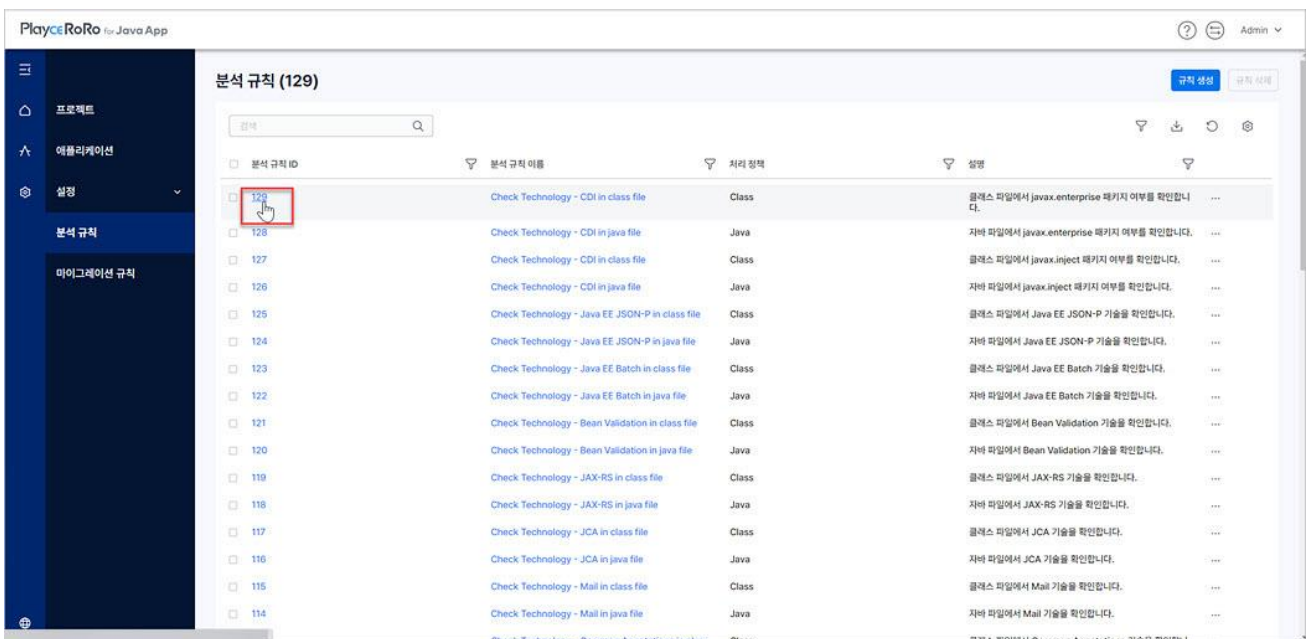 PlayceRoRo for Java App
Admin
분석 규칙 (129)
규칙 생성
규칙 삭제
프로젝트
애플리케이션
설정
분석 규칙
마이그레이션 규칙
검색
분석 규칙 ID 분석 규칙 이름 처리 정책 설명
129 Check Technology - CDI in class file Class 클래스 파일에서 javax.enterprise 패키지 여부를 확인합니
다. ...
128 Check Technology - CDI in java file Java 자바 파일에서 javax.enterprise 패키지 여부를 확인합니다. ...
127 Check Technology - CDI in class file Class 클래스 파일에서 javax.inject 패키지 여부를 확인합니다. ...
126 Check Technology - CDI in java file Java 자바 파일에서 javax.inject 패키지 여부를 확인합니다. ...
125 Check Technology - Java EE JSON-P in class file Class 클래스 파일에서 Java EE JSON-P 기술을 확인합니다. ...
124 Check Technology - Java EE JSON-P in java file Java 자바 파일에서 Java EE JSON-P 기술을 확인합니다. ...
123 Check Technology - Java EE Batch in class file Class 클래스 파일에서 Java EE Batch 기술을 확인합니다. ...
122 Check Technology - Java EE Batch in java file Java 자바 파일에서 Java EE Batch 기술을 확인합니다. ...
121 Check Technology - Bean Validation in class file Class 클래스 파일에서 Bean Validation 기술을 확인합니다. ...
120 Check Technology - Bean Validation in java file Java 자바 파일에서 Bean Validation 기술을 확인합니다. ...
119 Check Technology - JAX-RS in class file Class 클래스 파일에서 JAX-RS 기술을 확인합니다. ...
118 Check Technology - JAX-RS in java file Java 자바 파일에서 JAX-RS 기술을 확인합니다. ...
117 Check Technology - JCA in class file Class 클래스 파일에서 JCA 기술을 확인합니다. ...
116 Check Technology - JCA in java file Java 자바 파일에서 JCA 기술을 확인합니다. ...
115 Check Technology - Mail in class file Class 클래스 파일에서 Mail 기술을 확인합니다. ...
114 Check Technology - Mail in java file Java 자바 파일에서 Mail 기술을 확인합니다. ...